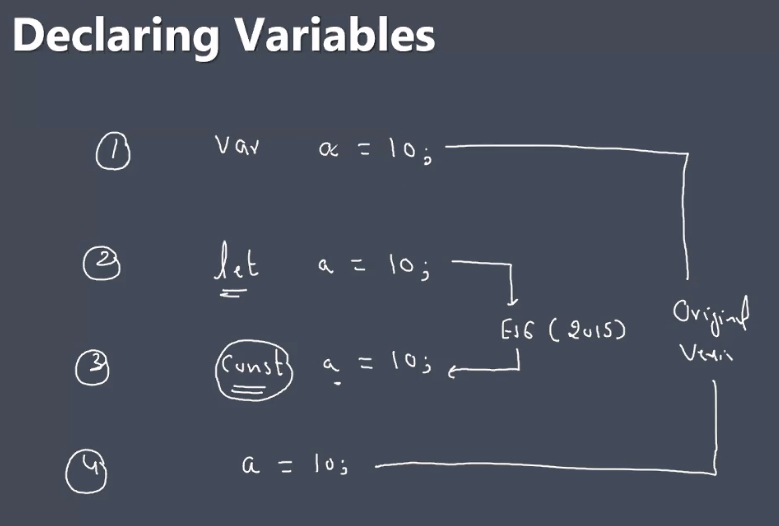 Declaring Variables
1 var a = 10;
2 let a = 10;
ES6 (2015)
Original
3 const a = 10;
4 a = 10;